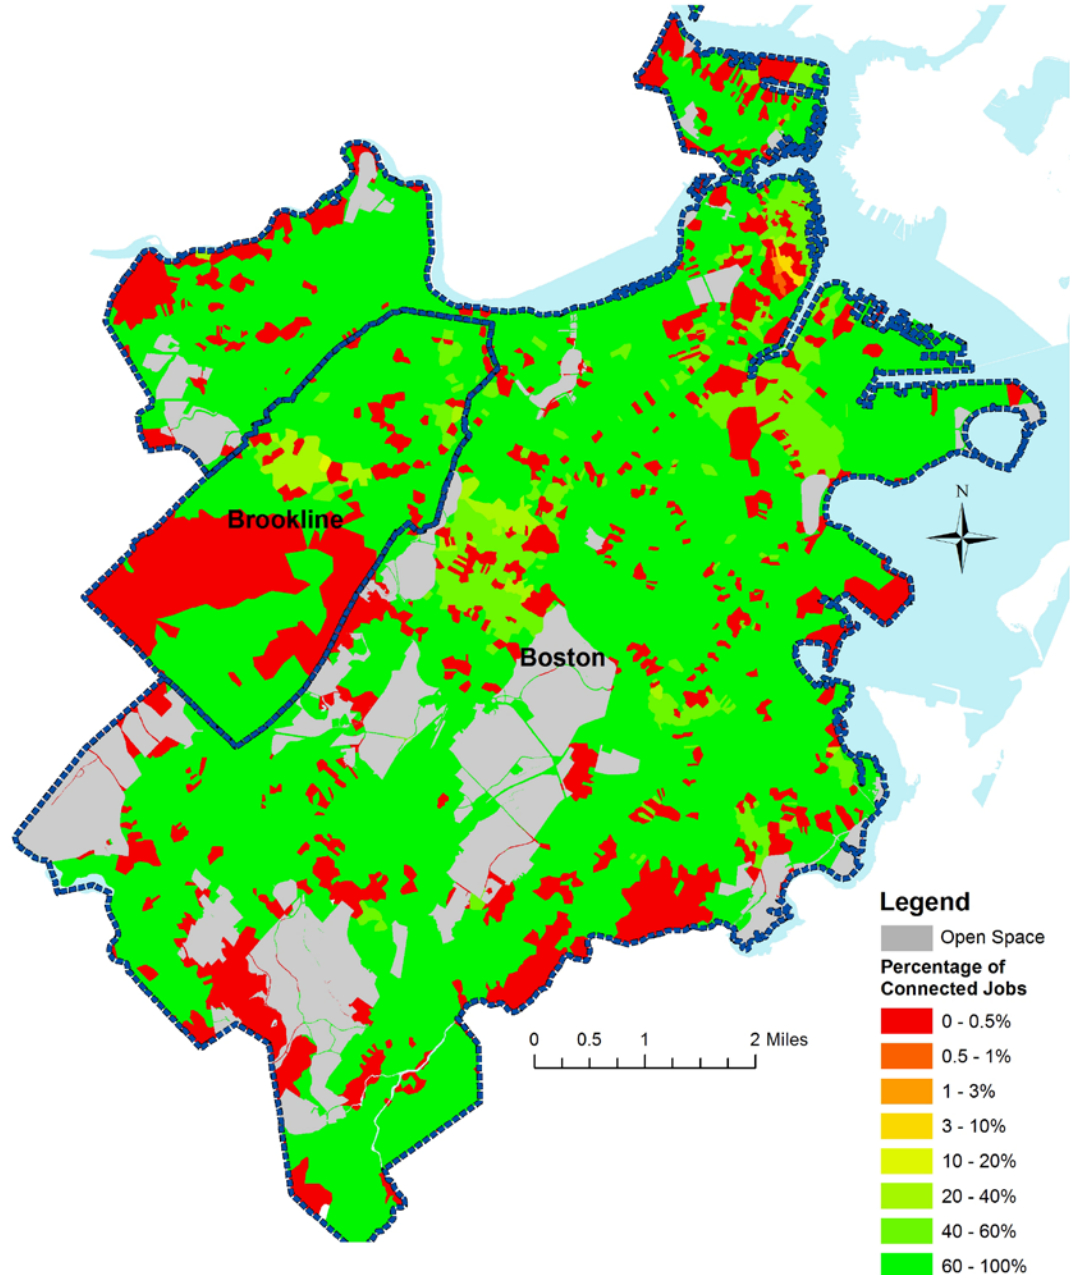 Brookline
N
Boston
Legend
Open Space
Percentage of
Connected Jobs
0 - 0.5%
0.5 - 1%
1 - 3%
3 - 10%
10 - 20%
20 - 40%
40 - 60%
60 - 100%
0 0.5 1 2 Miles